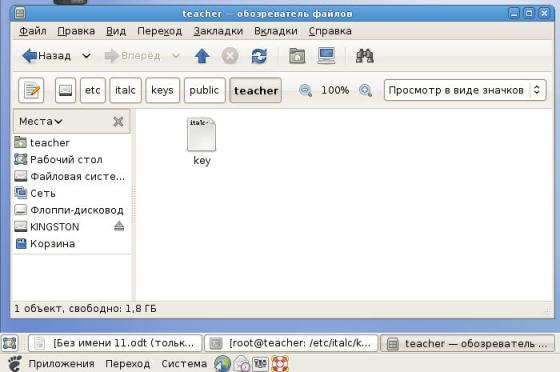 teacher — обозреватель файлов
Файл Правка Вид Переход Закладки Вкладки Справка
Назад Вперёд
etc italc keys public teacher 100% Просмотр в виде значков
Места
teacher
Рабочий стол
Файловая систе...
Сеть
Флоппи-дисковод
KINGSTON
Корзина
italc-
key
1 объект, свободно: 1,8 ГБ
[Без имени 11.odt (тольк... [root@teacher: /etc/italc/k... teacher — обозреватель ...
Приложения Переход Система